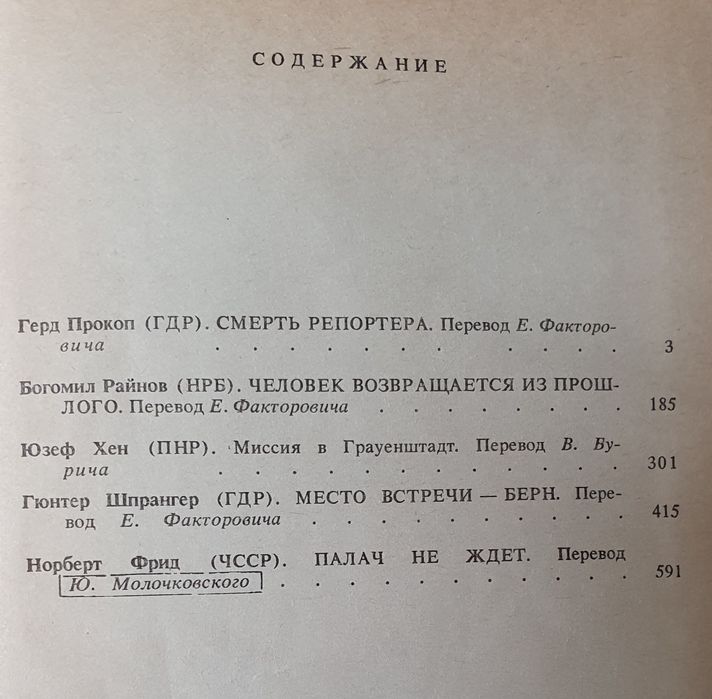 СОДЕРЖАНИЕ
Герд Прокоп (ГДР). СМЕРТЬ РЕПОРТЕРА. Перевод Е. Факторо-
вича . . . . . . . . . . 3
Богомил Райнов (НРБ). ЧЕЛОВЕК ВОЗВРАЩАЕТСЯ ИЗ ПРОШ-
ЛОГО. Перевод Е. Факторовича . . . . . . . 185
Юзеф Хен (ПНР). Миссия в Грауенштадт. Перевод В. Бу-
рича . . . . . . . . . . . 301
Гюнтер Шпрангер (ГДР). МЕСТО ВСТРЕЧИ — БЕРН. Пере-
вод Е. Факторовича . . . . . . . . . 415
Норберт Фрид (ЧССР). ПАЛАЧ НЕ ЖДЕТ. Перевод
Ю. Молочковского . . . . . . . . . . 591